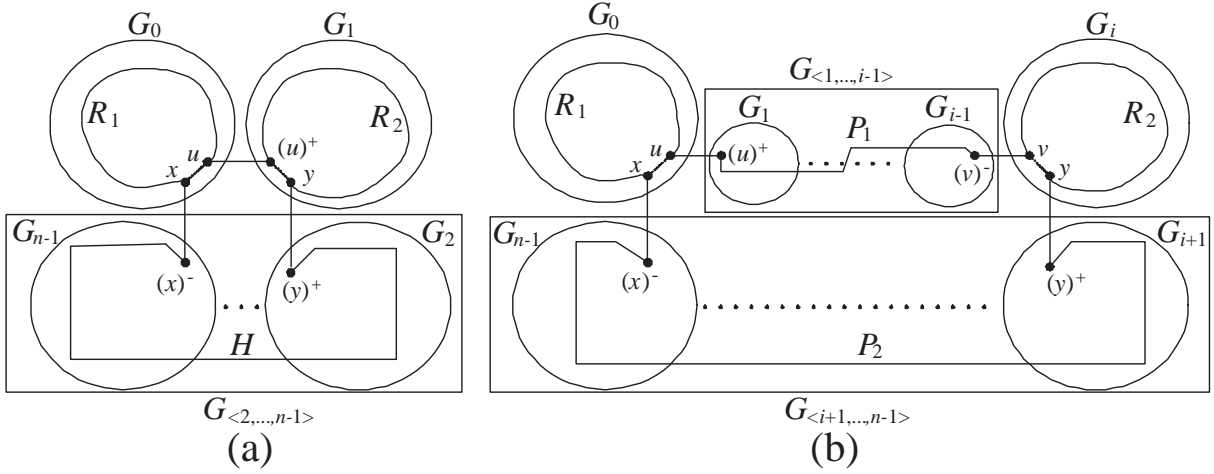 G₀ G₁
R₁ R₂
u (u)⁺
x y
Gₙ₋₁ G₂
(x)⁻ (y)⁺
H
G<2,...,n-1>
(a)
G₀ Gᵢ
G<1,...,i-1>
R₁ G₁ P₁ Gᵢ₋₁ R₂
u (u)⁺ (v)⁻ v
x y
Gₙ₋₁ Gᵢ₊₁
(x)⁻ (y)⁺
P₂
G<i+1,...,n-1>
(b)